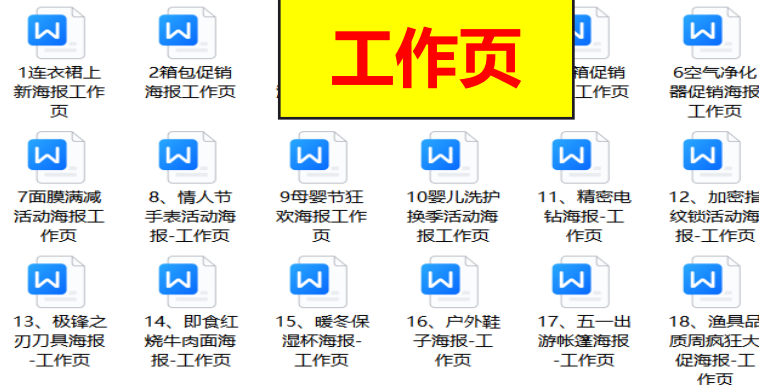 工作页
1连衣裙上
新海报工作
页
2箱包促销
海报工作页
箱促销
工作页
6空气净化
器促销海报
工作页
7面膜满减
活动海报工
作页
8、情人节
手表活动海
报-工作页
9母婴节狂
欢海报工作
页
10婴儿洗护
换季活动海
报工作页
11、精密电
钻海报-工
作页
12、加密指
纹锁活动海
报-工作页
13、极锋之
刃刀具海报
-工作页
14、即食红
烧牛肉面海
报-工作页
15、暖冬保
湿杯海报-
工作页
16、户外鞋
子海报-工
作页
17、五一出
游帐篷海报
-工作页
18、渔具品
质周疯狂大
促海报-工
作页